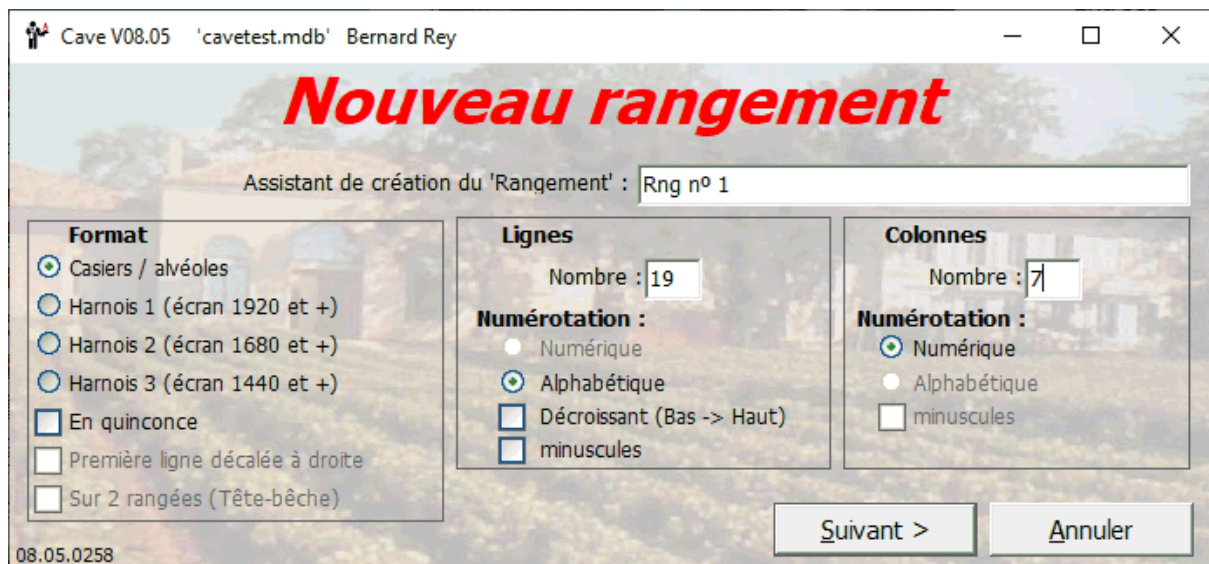 Cave V08.05 'cavetest.mdb' Bernard Rey
Nouveau rangement
Assistant de création du 'Rangement' : Rng nº 1
Format
Casiers / alvéoles
Harnois 1 (écran 1920 et +)
Harnois 2 (écran 1680 et +)
Harnois 3 (écran 1440 et +)
En quinconce
Première ligne décalée à droite
Sur 2 rangées (Tête-bêche)
Lignes
Nombre : 19
Numérotation :
Numérique
Alphabétique
Décroissant (Bas -> Haut)
minuscules
Colonnes
Nombre : 7
Numérotation :
Numérique
Alphabétique
minuscules
Suivant >
Annuler
08.05.0258